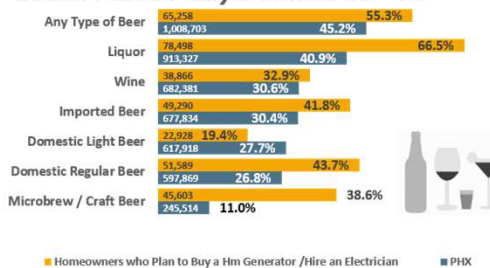 Any Type of Beer 65,258 55.3%
1,008,703 45.2%
Liquor 78,498 66.5%
913,327 40.9%
Wine 38,866 32.9%
682,381 30.6%
Imported Beer 49,290 41.8%
677,834 30.4%
Domestic Light Beer 22,928 19.4%
617,918 27.7%
Domestic Regular Beer 51,589 43.7%
597,869 26.8%
Microbrew / Craft Beer 45,603 38.6%
245,514 11.0%
Homeowners who Plan to Buy a Hm Generator /Hire an Electrician PHX